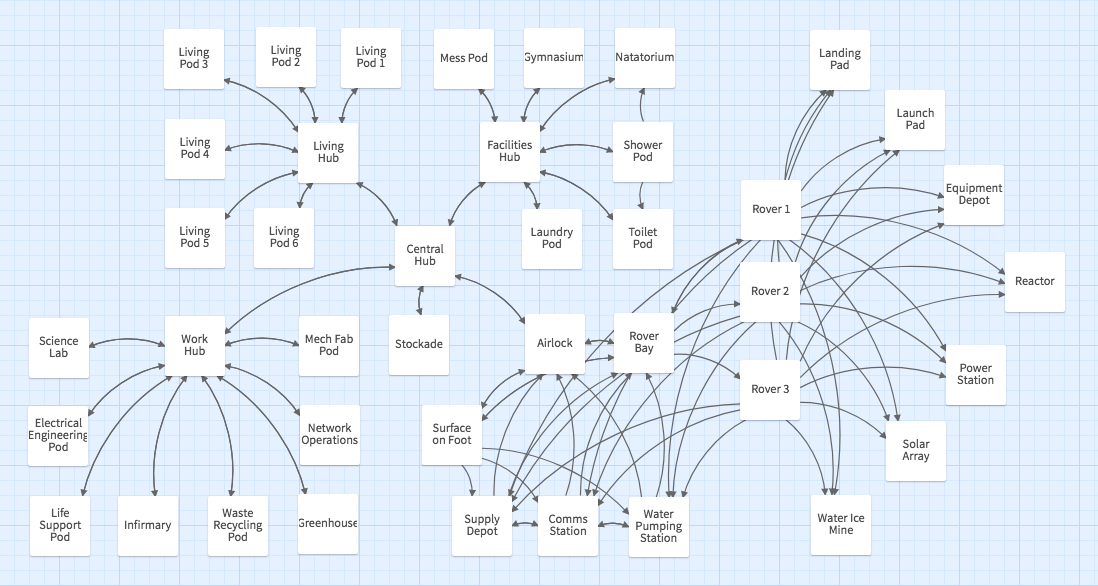 Living
Pod 3
Living
Pod 2
Living
Pod 1
Mess Pod
Gymnasium
Natatorium
Landing
Pad
Launch
Pad
Living
Pod 4
Living
Hub
Facilities
Hub
Shower
Pod
Equipment
Depot
Rover 1
Living
Pod 5
Living
Pod 6
Laundry
Pod
Toilet
Pod
Central
Hub
Rover 2
Reactor
Science
Lab
Work
Hub
Mech Fab
Pod
Stockade
Airlock
Rover
Bay
Rover 3
Power
Station
Electrical
Engineering
Pod
Network
Operations
Surface
on Foot
Solar
Array
Life
Support
Pod
Infirmary
Waste
Recycling
Pod
Greenhouse
Supply
Depot
Comms
Station
Water
Pumping
Station
Water Ice
Mine